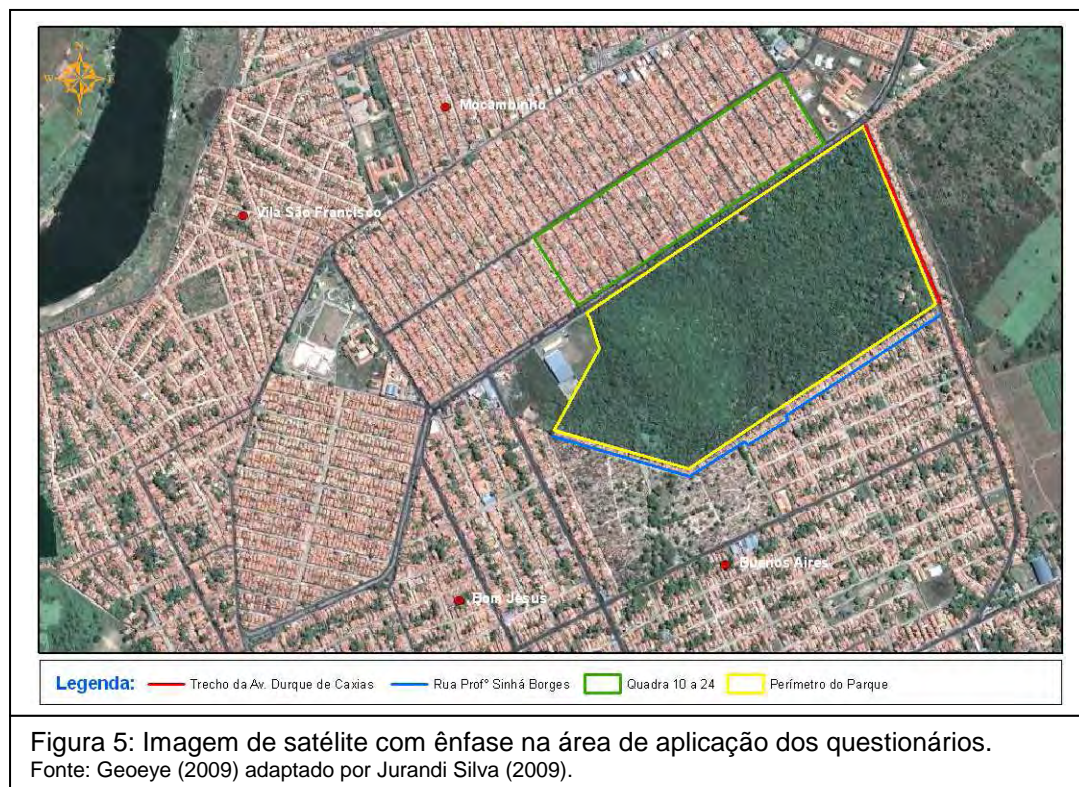 N
W E
Mocambinho
Vila São Francisco
Buenos Aires
Bom Jesus
Legenda: Trecho da Av. Durque de Caxias Rua Profº Sinhá Borges Quadra 10 a 24 Perímetro do Parque
Figura 5: Imagem de satélite com ênfase na área de aplicação dos questionários.
Fonte: Geoeye (2009) adaptado por Jurandi Silva (2009).